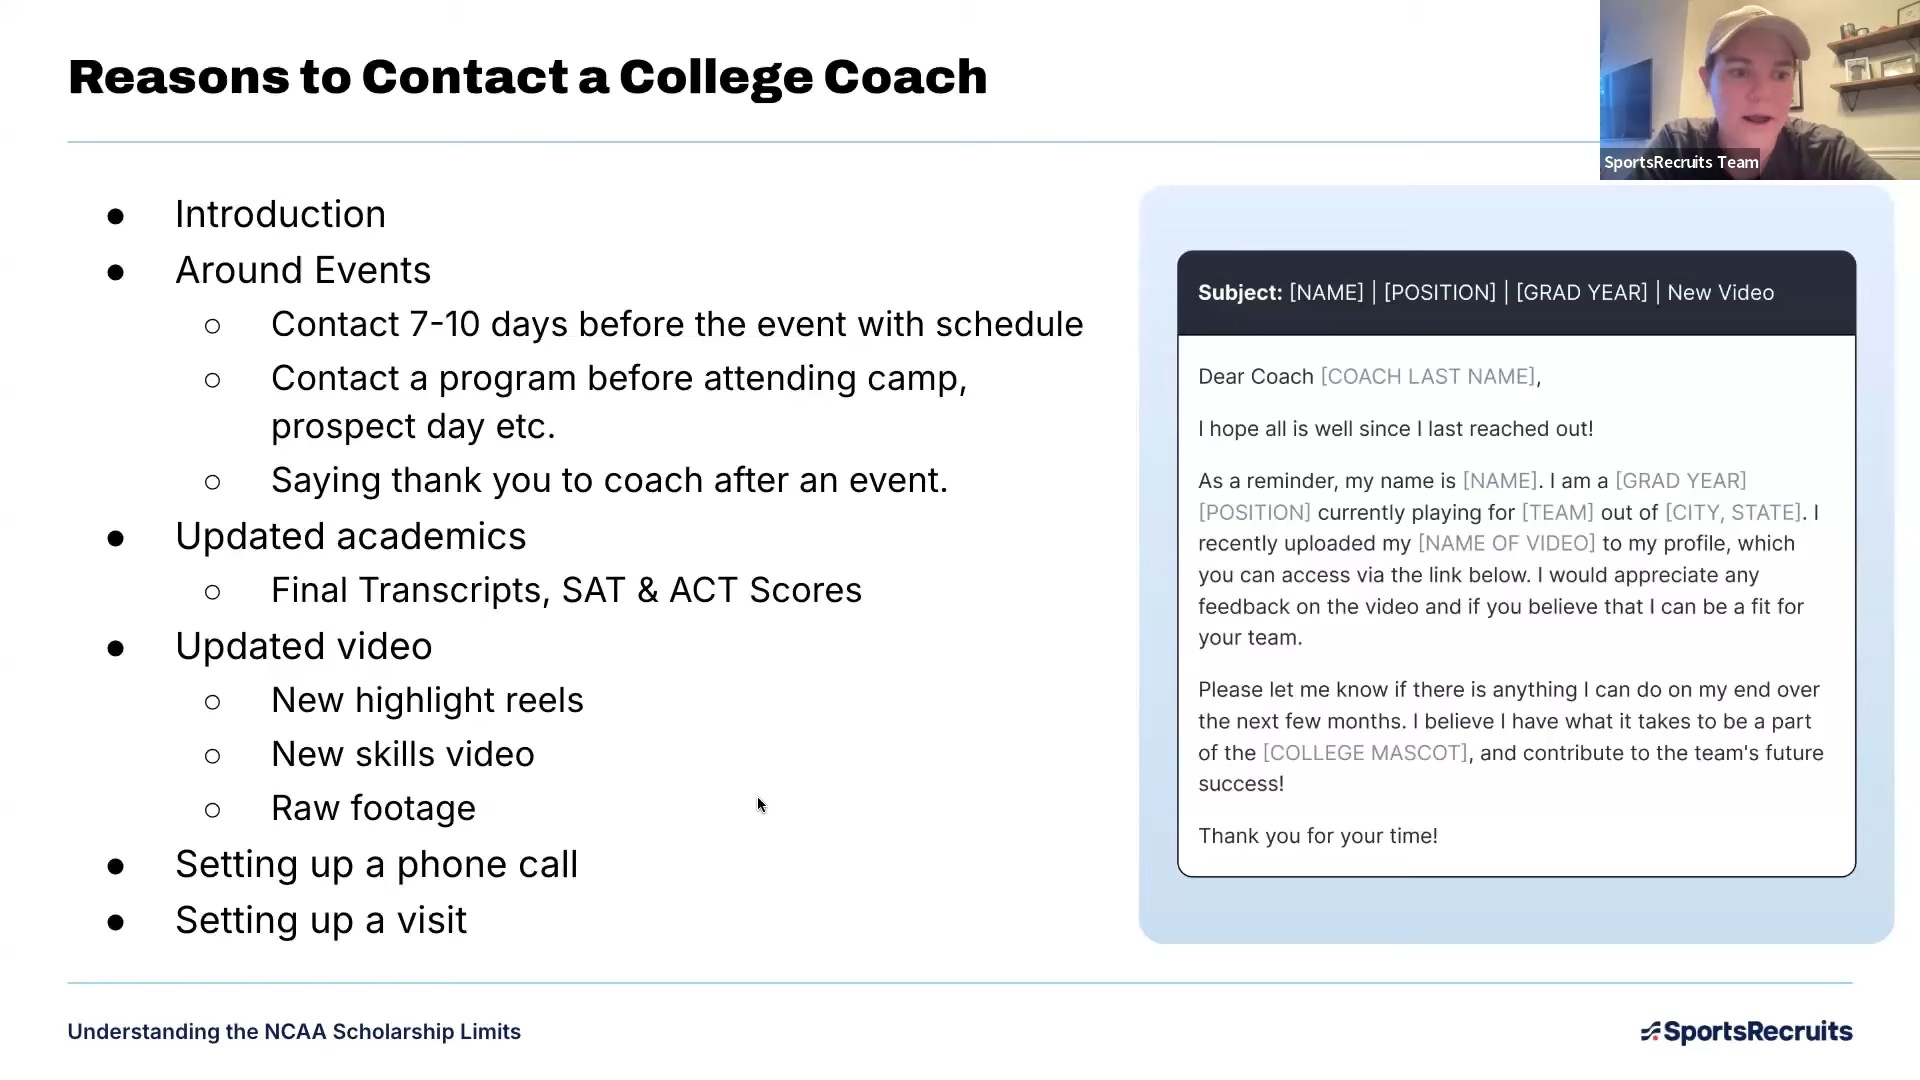 Reasons to Contact a College Coach
SportsRecruits Team
● Introduction
● Around Events
○ Contact 7-10 days before the event with schedule
○ Contact a program before attending camp,
prospect day etc.
○ Saying thank you to coach after an event.
● Updated academics
○ Final Transcripts, SAT & ACT Scores
● Updated video
○ New highlight reels
○ New skills video
○ Raw footage
● Setting up a phone call
● Setting up a visit
Subject: [NAME] | [POSITION] | [GRAD YEAR] | New Video
Dear Coach [COACH LAST NAME],
I hope all is well since I last reached out!
As a reminder, my name is [NAME]. I am a [GRAD YEAR]
[POSITION] currently playing for [TEAM] out of [CITY, STATE]. I
recently uploaded my [NAME OF VIDEO] to my profile, which
you can access via the link below. I would appreciate any
feedback on the video and if you believe that I can be a fit for
your team.
Please let me know if there is anything I can do on my end over
the next few months. I believe I have what it takes to be a part
of the [COLLEGE MASCOT], and contribute to the team's future
success!
Thank you for your time!
Understanding the NCAA Scholarship Limits
SportsRecruits